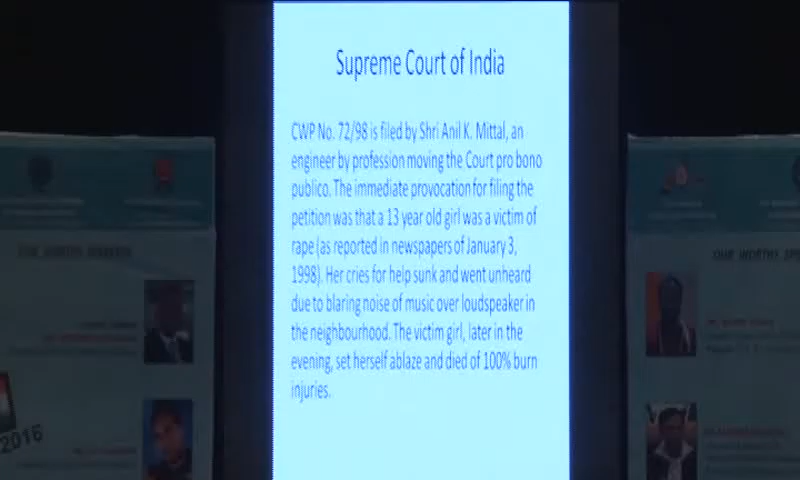 Supreme Court of India
CWP No. 72/98 is filed by Shri Anil K. Mittal, an
engineer by profession moving the Court pro bono
publico. The immediate provocation for filing the
petition was that a 13 year old girl was a victim of
rape (as reported in newspapers of January 3,
1998). Her cries for help sunk and went unheard
due to blaring noise of music over loudspeaker in
the neighbourhood. The victim girl, later in the
evening, set herself ablaze and died of 100% burn
injuries.
OUR WORTHY
2016